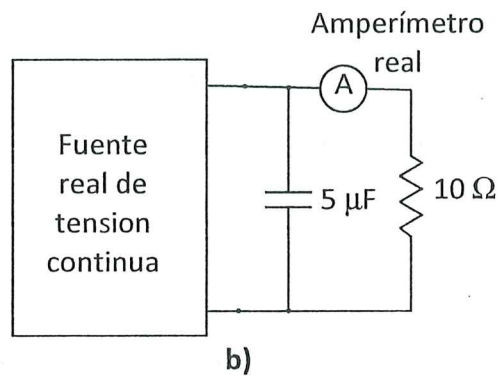 Amperímetro
real
A
Fuente
real de
tension
continua
5 µF
10 Ω
b)